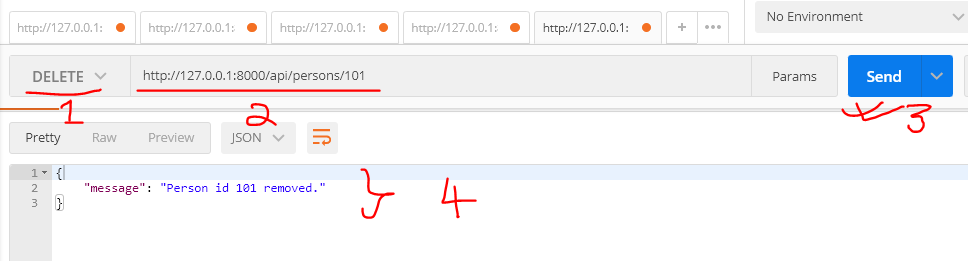 http://127.0.0.1: http://127.0.0.1: http://127.0.0.1: http://127.0.0.1: http://127.0.0.1: + ••• No Environment
DELETE http://127.0.0.1:8000/api/persons/101 Params Send
1 2 3
Pretty Raw Preview JSON
1 {
2 "message": "Person id 101 removed."
3 }
4